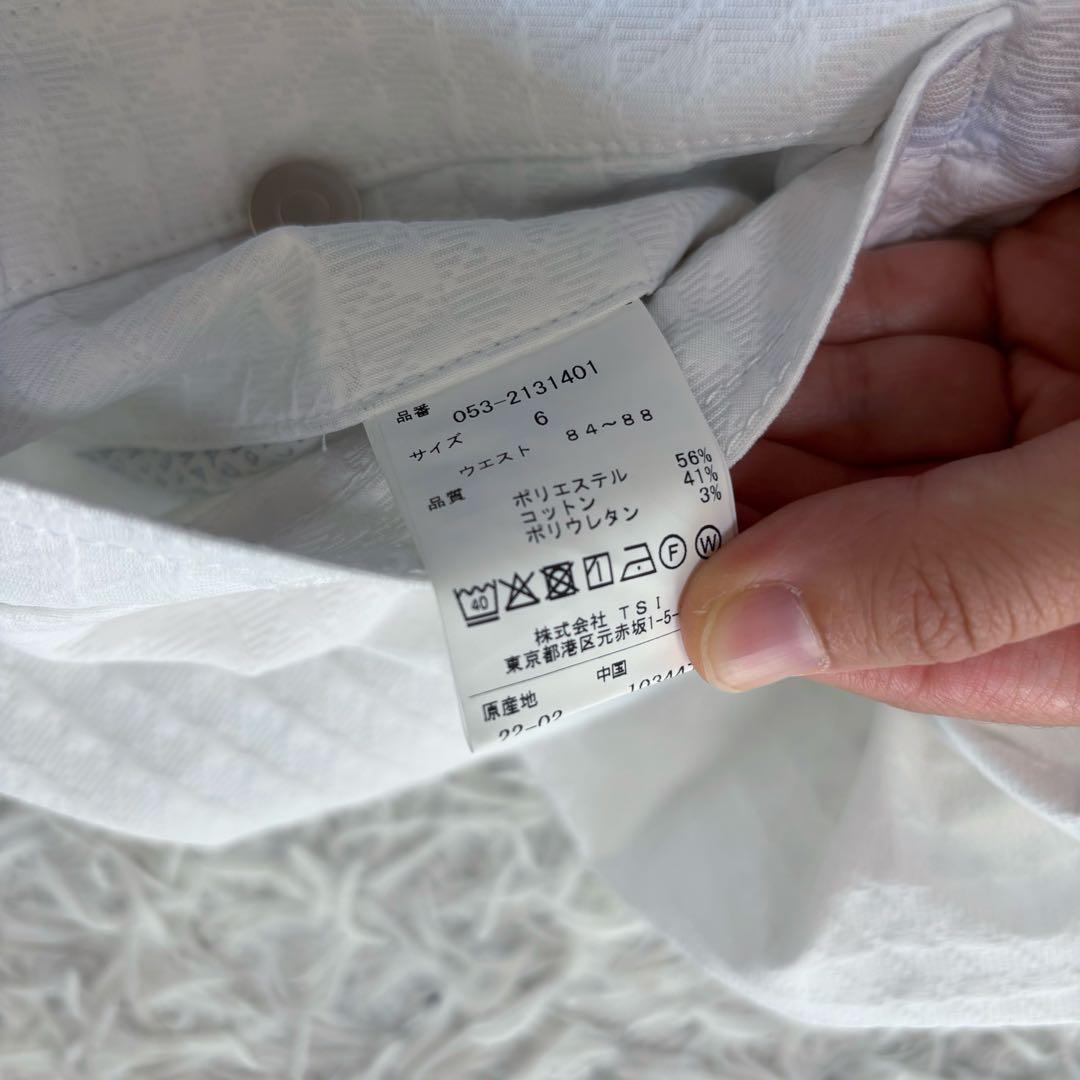 品番 053-2131401
サイズ 6
ウエスト 84～88
品質 ポリエステル 56%
コットン 41%
ポリウレタン 3%
40 F W
株式会社 TSI
東京都港区元赤坂1-5-
原産地 中国
22-02